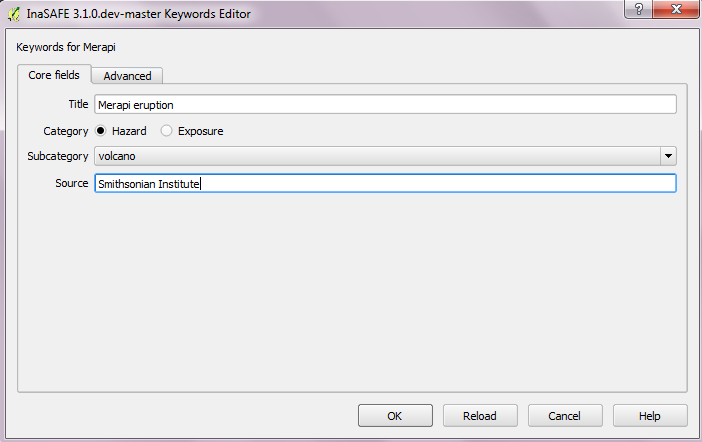 InaSAFE 3.1.0.dev-master Keywords Editor
Keywords for Merapi
Core fields Advanced
Title Merapi eruption
Category Hazard Exposure
Subcategory volcano
Source Smithsonian Institute
OK Reload Cancel Help